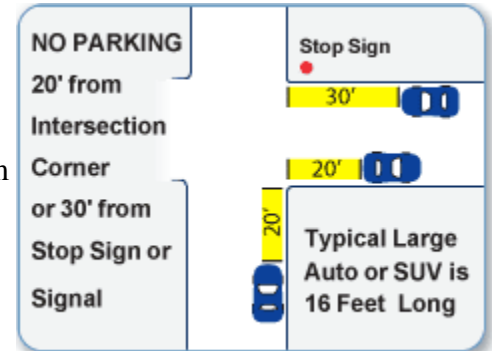 NO PARKING
20' from
Intersection
Corner
or 30' from
Stop Sign or
Signal
Stop Sign
30'
20'
20'
Typical Large
Auto or SUV is
16 Feet Long